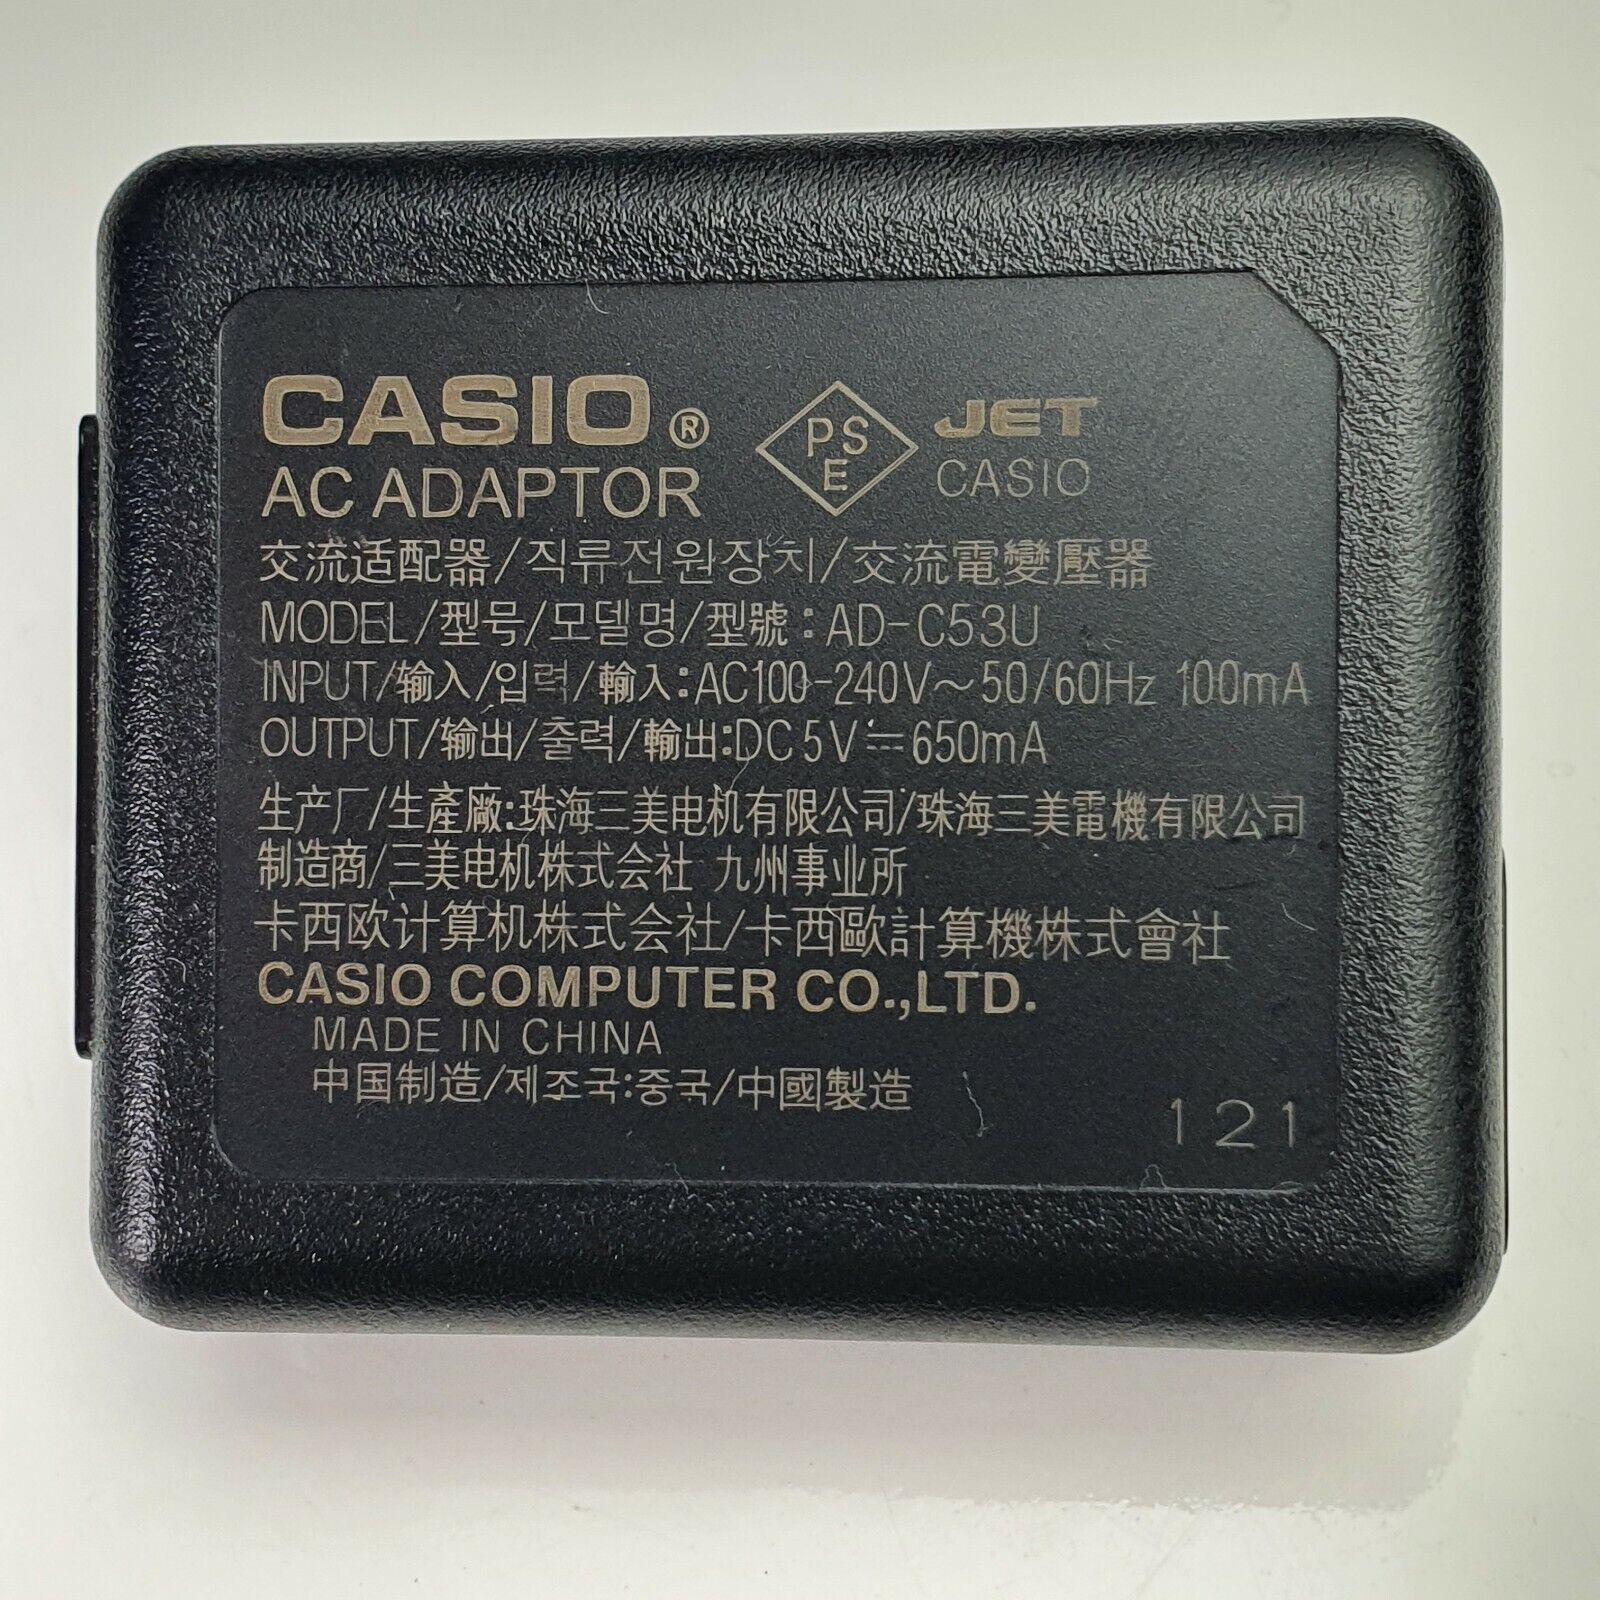 CASIO®
AC ADAPTOR
PSE
JET
CASIO
交流适配器/직류전원장치/交流電變壓器
MODEL/型号/모델명/型號:AD-C53U
INPUT/输入/입력/輸入:AC100-240V~50/60Hz 100mA
OUTPUT/输出/출력/輸出:DC5V⎓650mA
生产厂/生產廠:珠海三美电机有限公司/珠海三美電機有限公司
制造商/三美电机株式会社 九州事业所
卡西欧计算机株式会社/卡西歐計算機株式會社
CASIO COMPUTER CO.,LTD.
MADE IN CHINA
中国制造/제조국:중국/中國製造
121